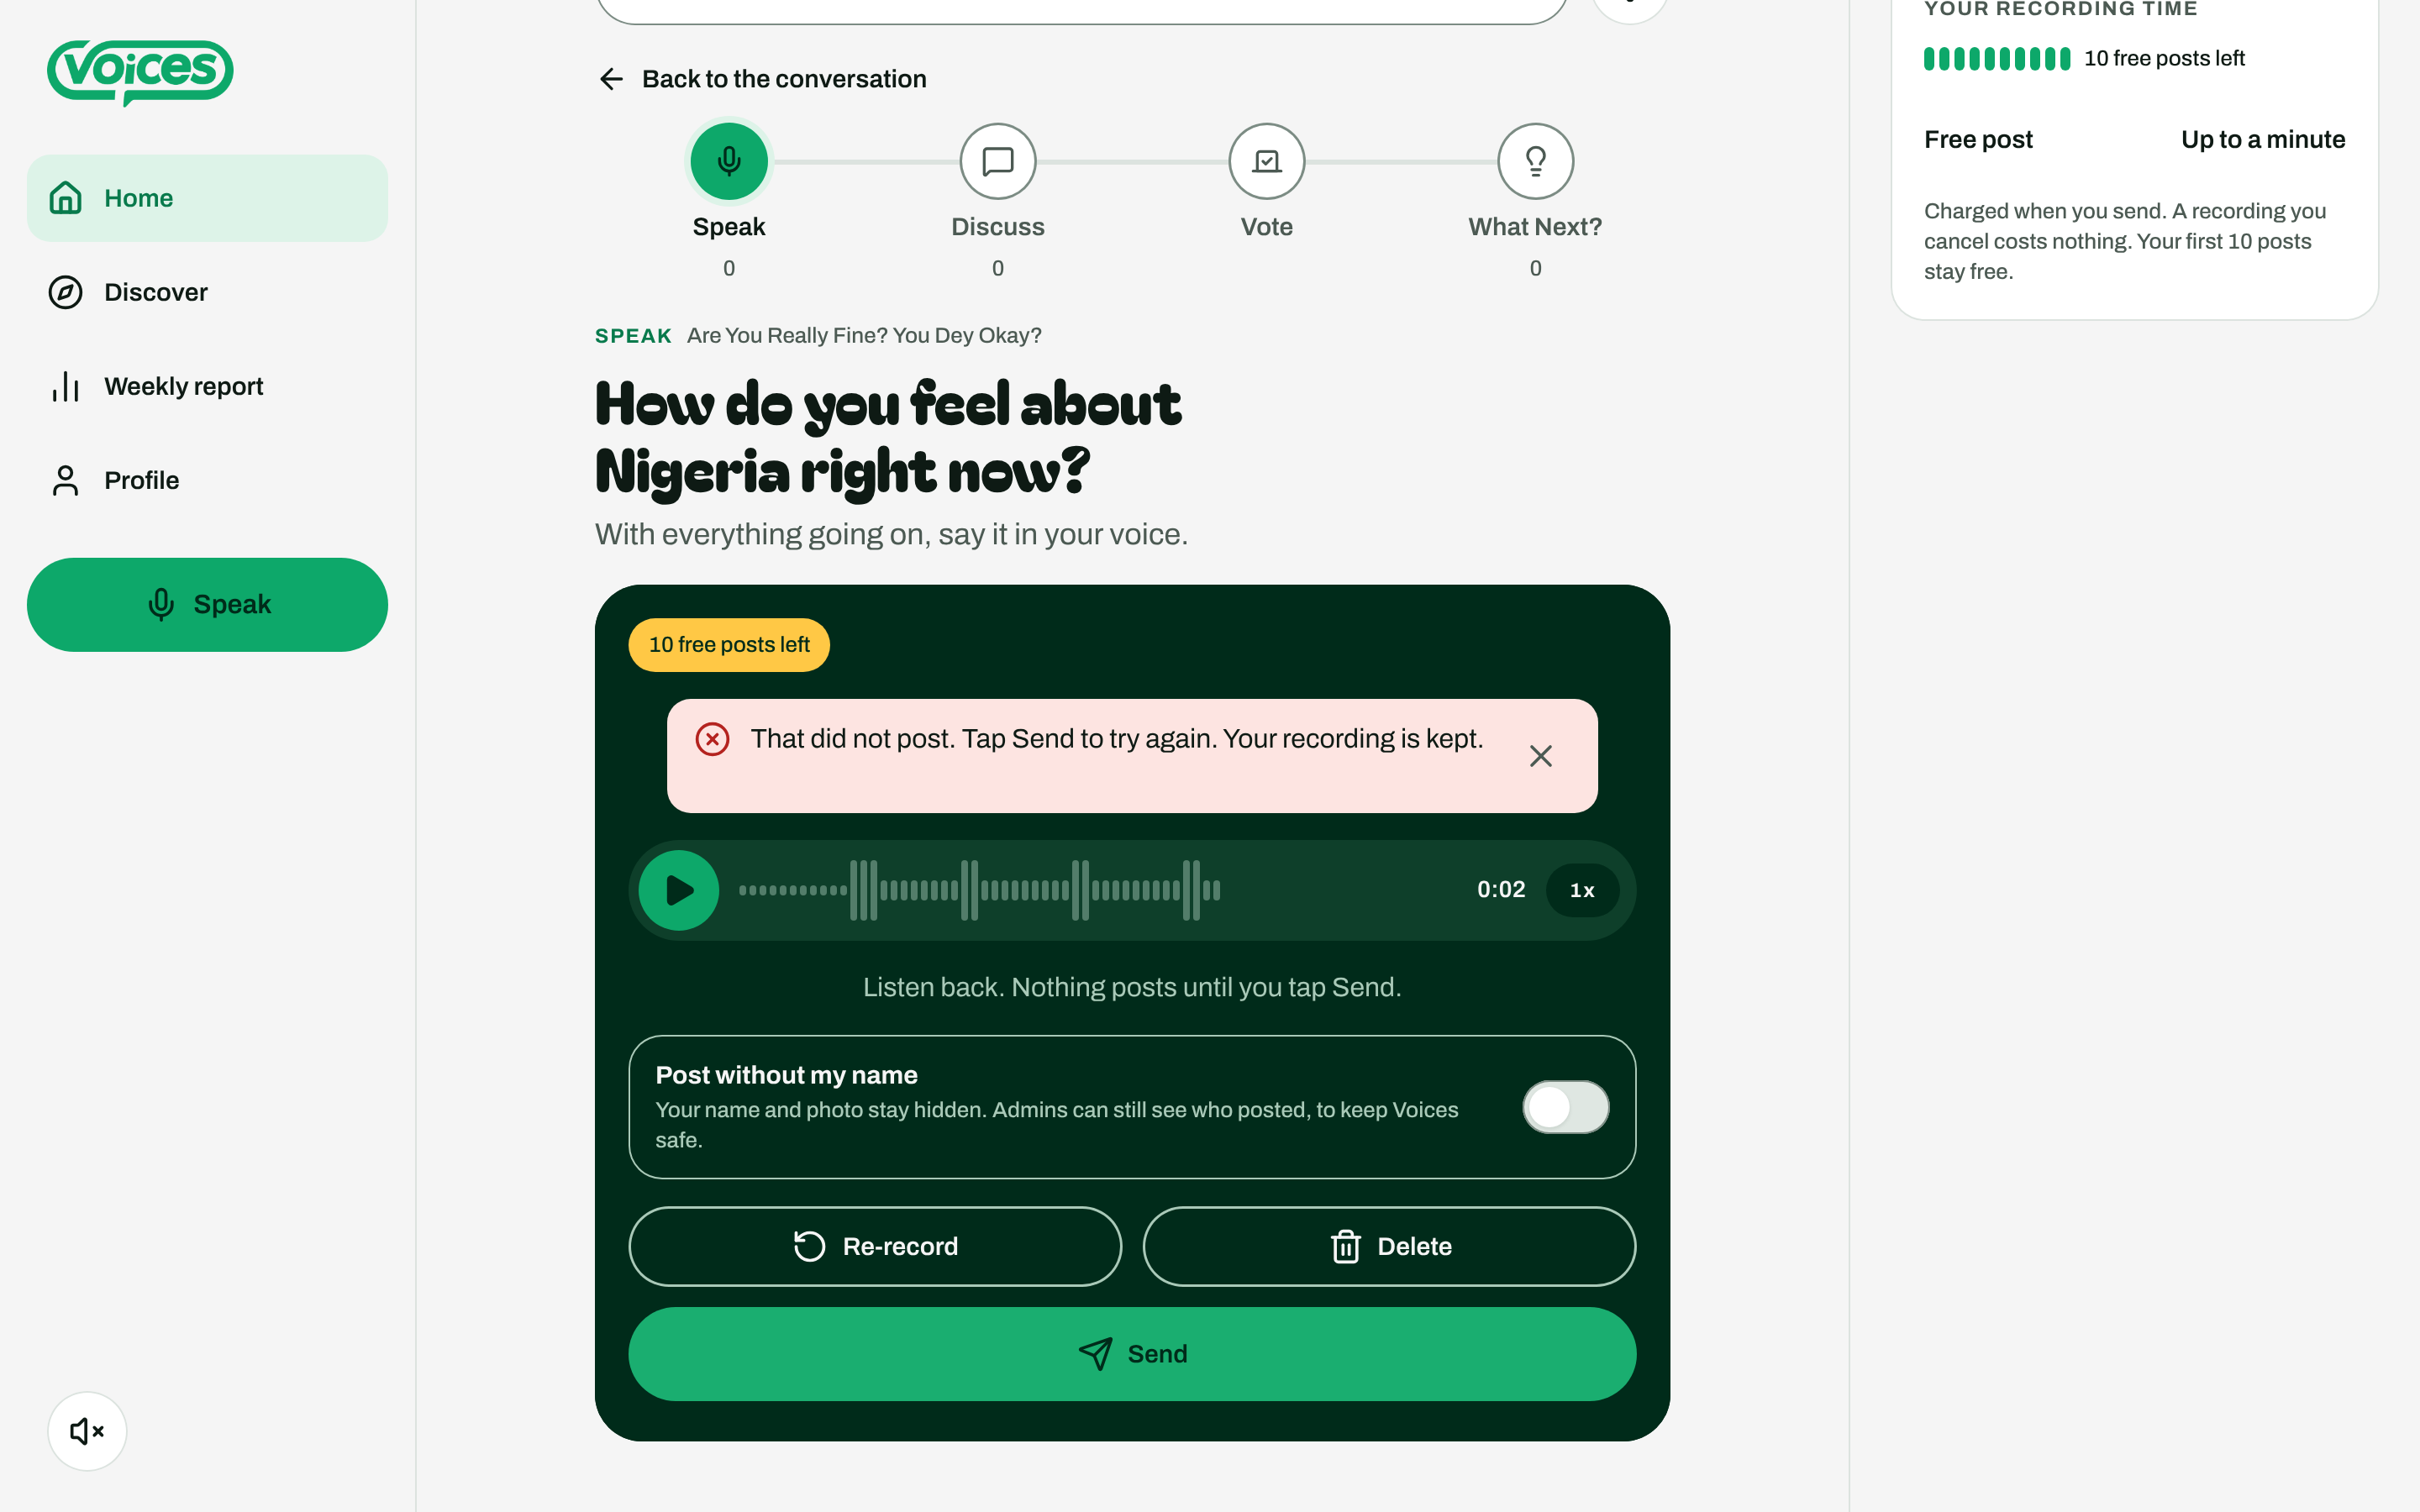 Voices
Home
Discover
Weekly report
Profile
Speak
Back to the conversation
Speak
0
Discuss
0
Vote
What Next?
0
SPEAK Are You Really Fine? You Dey Okay?
How do you feel about
Nigeria right now?
With everything going on, say it in your voice.
10 free posts left
That did not post. Tap Send to try again. Your recording is kept.
0:02
1x
Listen back. Nothing posts until you tap Send.
Post without my name
Your name and photo stay hidden. Admins can still see who posted, to keep Voices
safe.
Re-record
Delete
Send
YOUR RECORDING TIME
10 free posts left
Free post
Up to a minute
Charged when you send. A recording you
cancel costs nothing. Your first 10 posts
stay free.